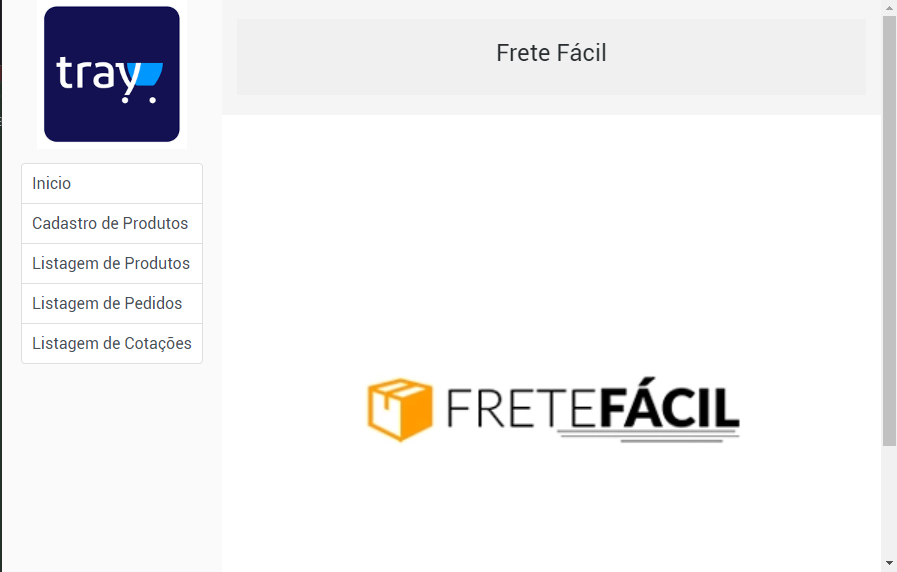 tray
Inicio
Cadastro de Produtos
Listagem de Produtos
Listagem de Pedidos
Listagem de Cotações
Frete Fácil
FRETEFÁCIL